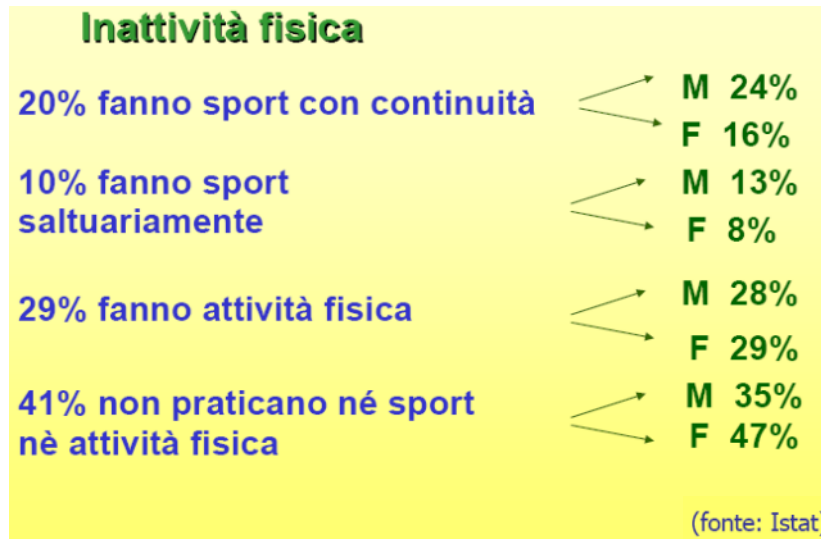 Inattività fisica
20% fanno sport con continuità
M 24%
F 16%
10% fanno sport
saltuariamente
M 13%
F 8%
29% fanno attività fisica
M 28%
F 29%
41% non praticano né sport
nè attività fisica
M 35%
F 47%
(fonte: Istat)